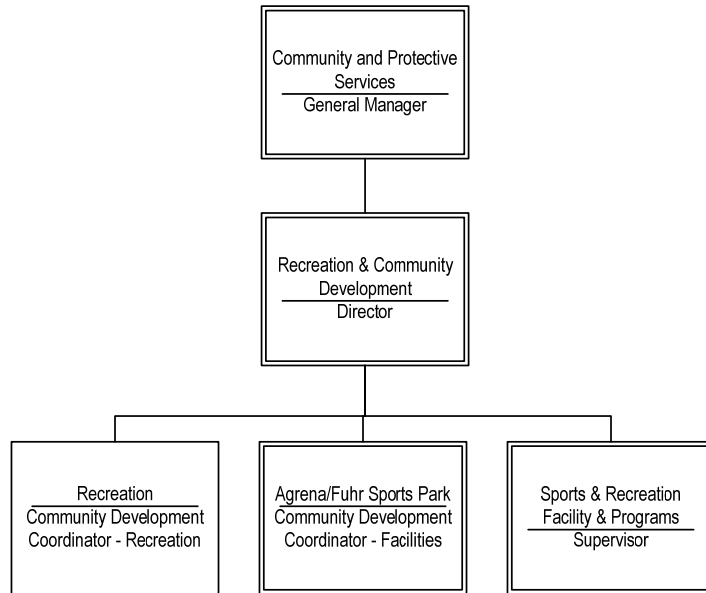 Community and Protective
Services
General Manager
Recreation & Community
Development
Director
Recreation
Community Development
Coordinator - Recreation
Agrena/Fuhr Sports Park
Community Development
Coordinator - Facilities
Sports & Recreation
Facility & Programs
Supervisor